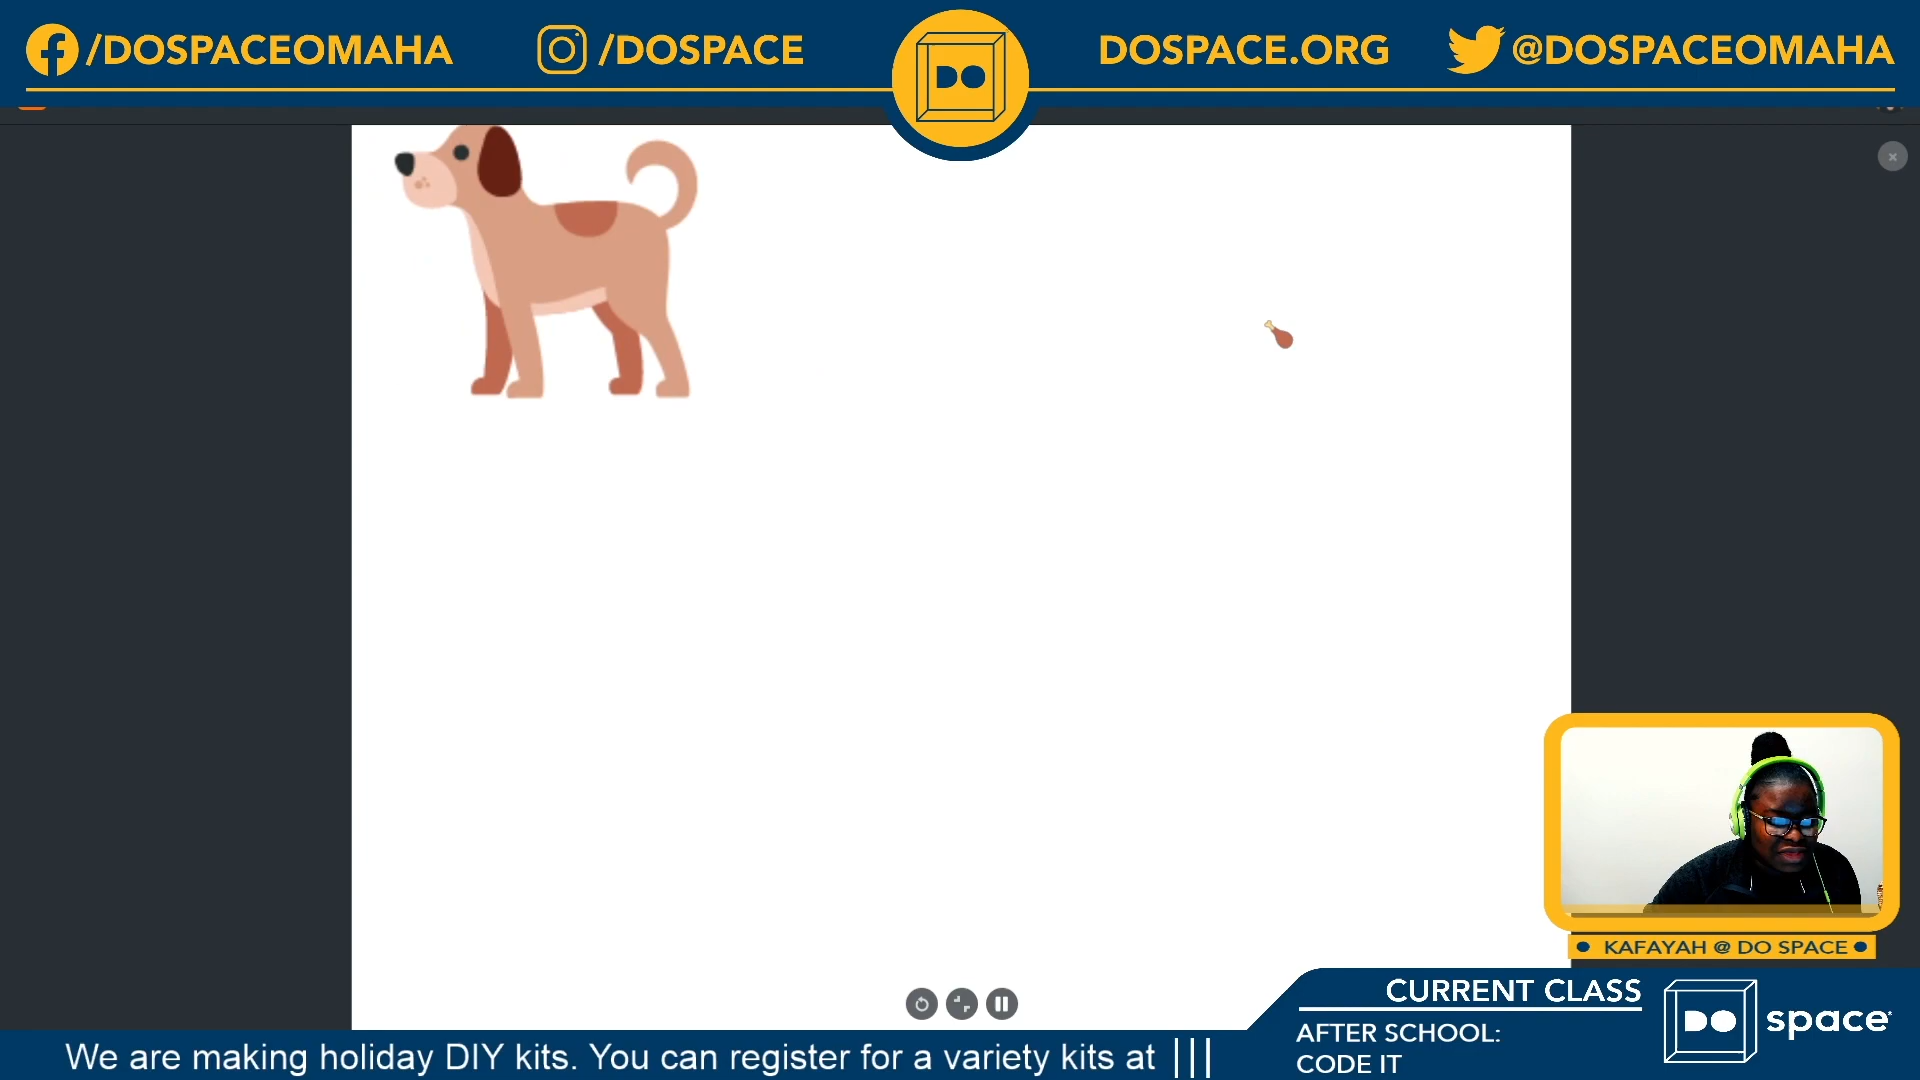 /DOSPACEOMAHA
/DOSPACE
DO
DOSPACE.ORG
@DOSPACEOMAHA
KAFAYAH @ DO SPACE
CURRENT CLASS
AFTER SCHOOL:
CODE IT
DO space
We are making holiday DIY kits. You can register for a variety kits at |||